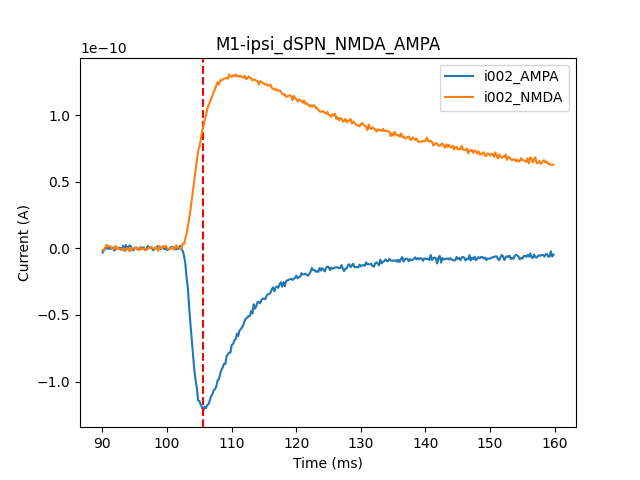 M1-ipsi_dSPN_NMDA_AMPA
1e−10
i002_AMPA
i002_NMDA
1.0
0.5
0.0
−0.5
−1.0
Current (A)
90 100 110 120 130 140 150 160
Time (ms)